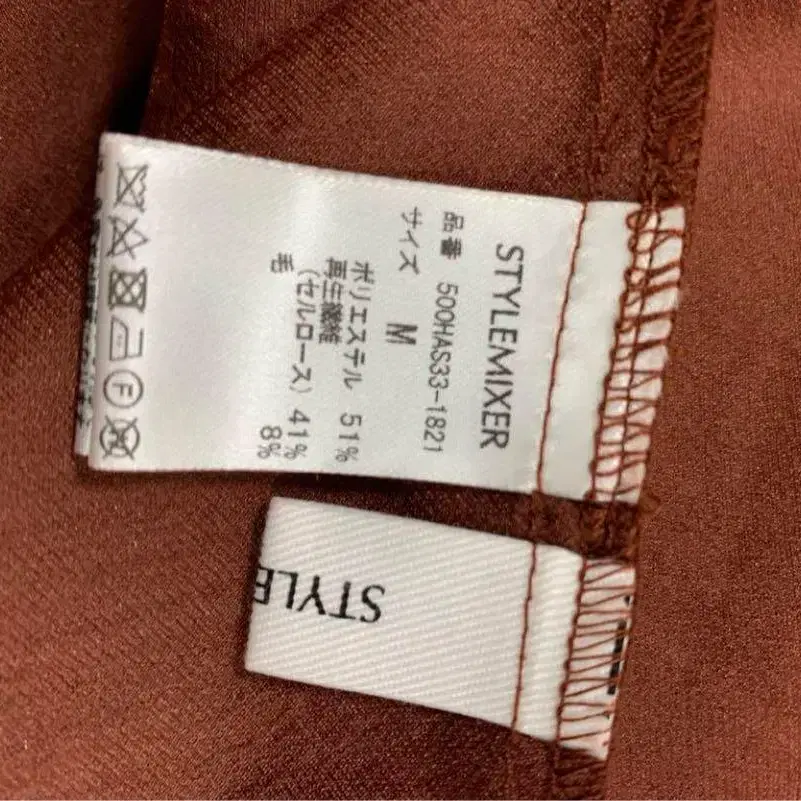 STYLEMIXER
品番 500HAS33-1821
サイズ M
ポリエステル 51%
再生繊維
(セルロース) 41%
毛 8%
F
STYLE